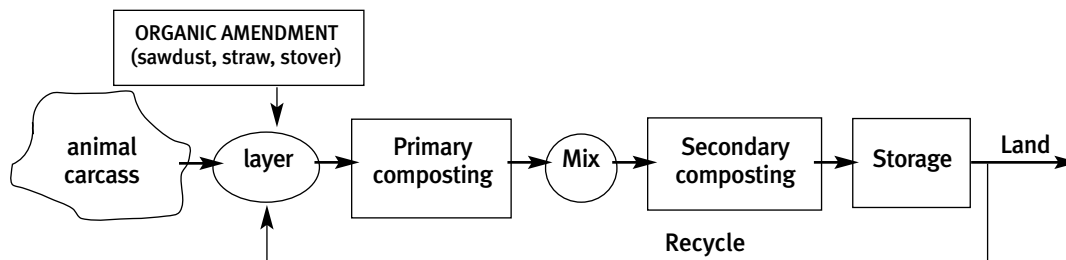 ORGANIC AMENDMENT
(sawdust, straw, stover)
animal
carcass
layer
Primary
composting
Mix
Secondary
composting
Storage
Land
Recycle